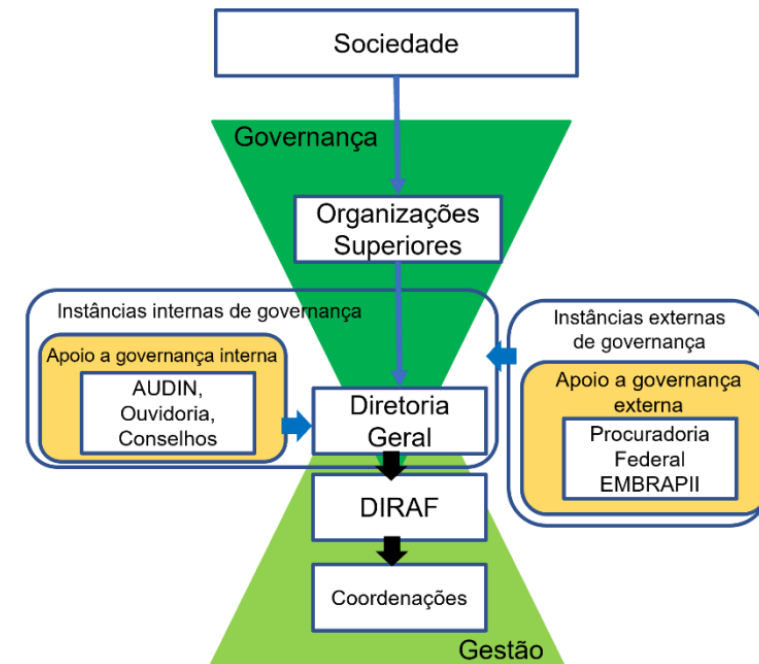 Sociedade
Governança
Organizações
Superiores
Instâncias internas de governança
Apoio a governança interna
AUDIN,
Ouvidoria,
Conselhos
Diretoria
Geral
Instâncias externas
de governança
Apoio a governança
externa
Procuradoria
Federal
EMBRAPII
DIRAF
Coordenações
Gestão